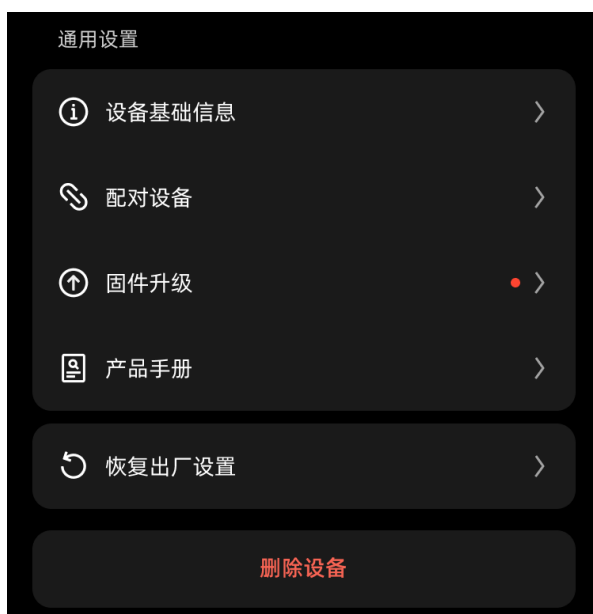 通用设置
设备基础信息
配对设备
固件升级
产品手册
恢复出厂设置
删除设备